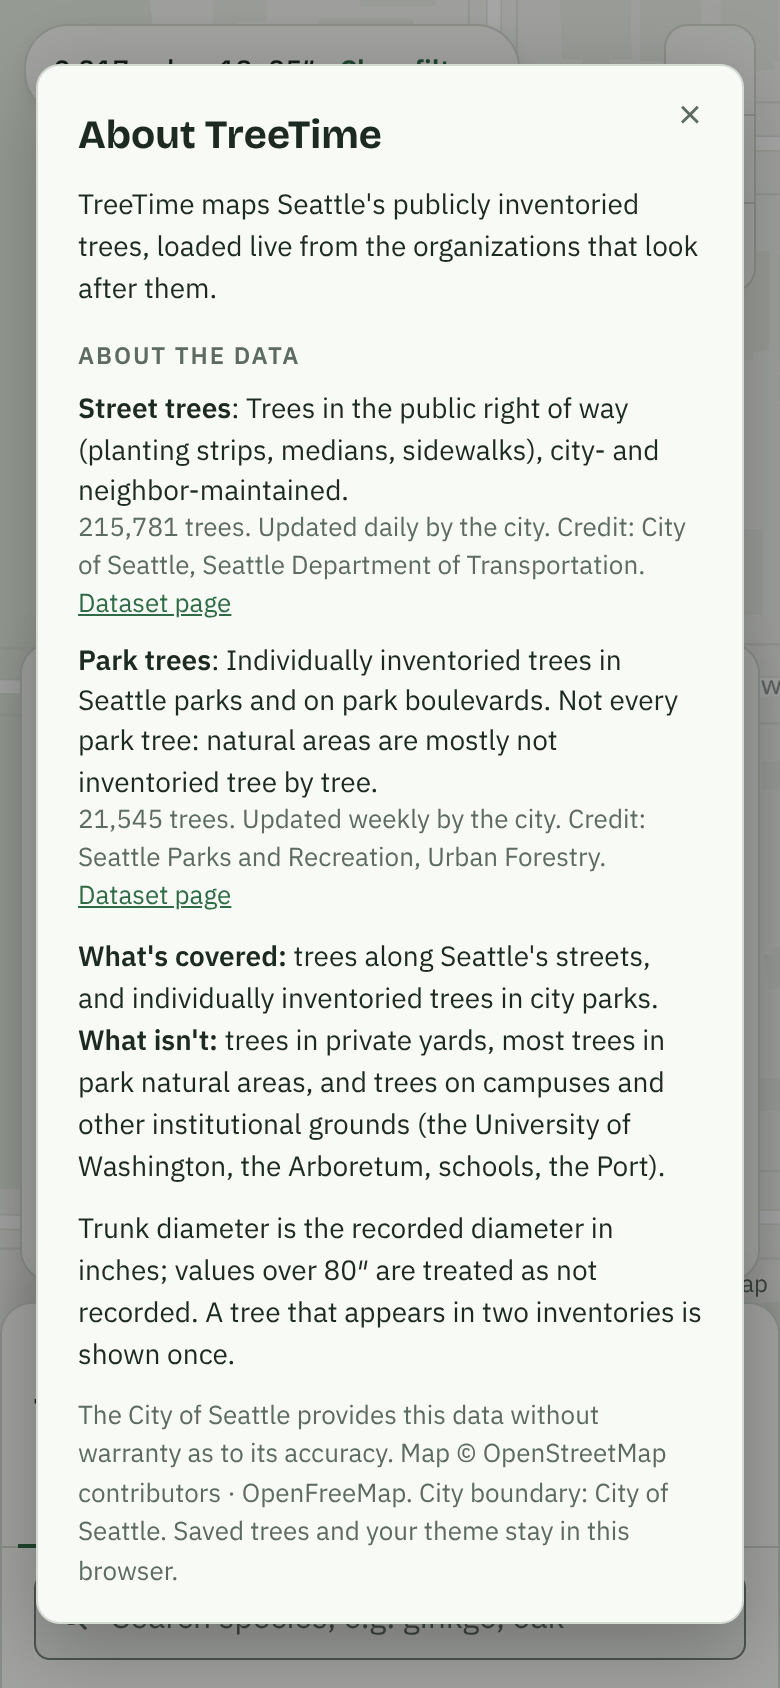 About TreeTime
×
TreeTime maps Seattle's publicly inventoried
trees, loaded live from the organizations that look
after them.
ABOUT THE DATA
Street trees: Trees in the public right of way
(planting strips, medians, sidewalks), city- and
neighbor-maintained.
215,781 trees. Updated daily by the city. Credit: City
of Seattle, Seattle Department of Transportation.
Dataset page
Park trees: Individually inventoried trees in
Seattle parks and on park boulevards. Not every
park tree: natural areas are mostly not
inventoried tree by tree.
21,545 trees. Updated weekly by the city. Credit:
Seattle Parks and Recreation, Urban Forestry.
Dataset page
What's covered: trees along Seattle's streets,
and individually inventoried trees in city parks.
What isn't: trees in private yards, most trees in
park natural areas, and trees on campuses and
other institutional grounds (the University of
Washington, the Arboretum, schools, the Port).
Trunk diameter is the recorded diameter in
inches; values over 80″ are treated as not
recorded. A tree that appears in two inventories is
shown once.
The City of Seattle provides this data without
warranty as to its accuracy. Map © OpenStreetMap
contributors · OpenFreeMap. City boundary: City of
Seattle. Saved trees and your theme stay in this
browser.
Search species, e.g. ginkgo, oak